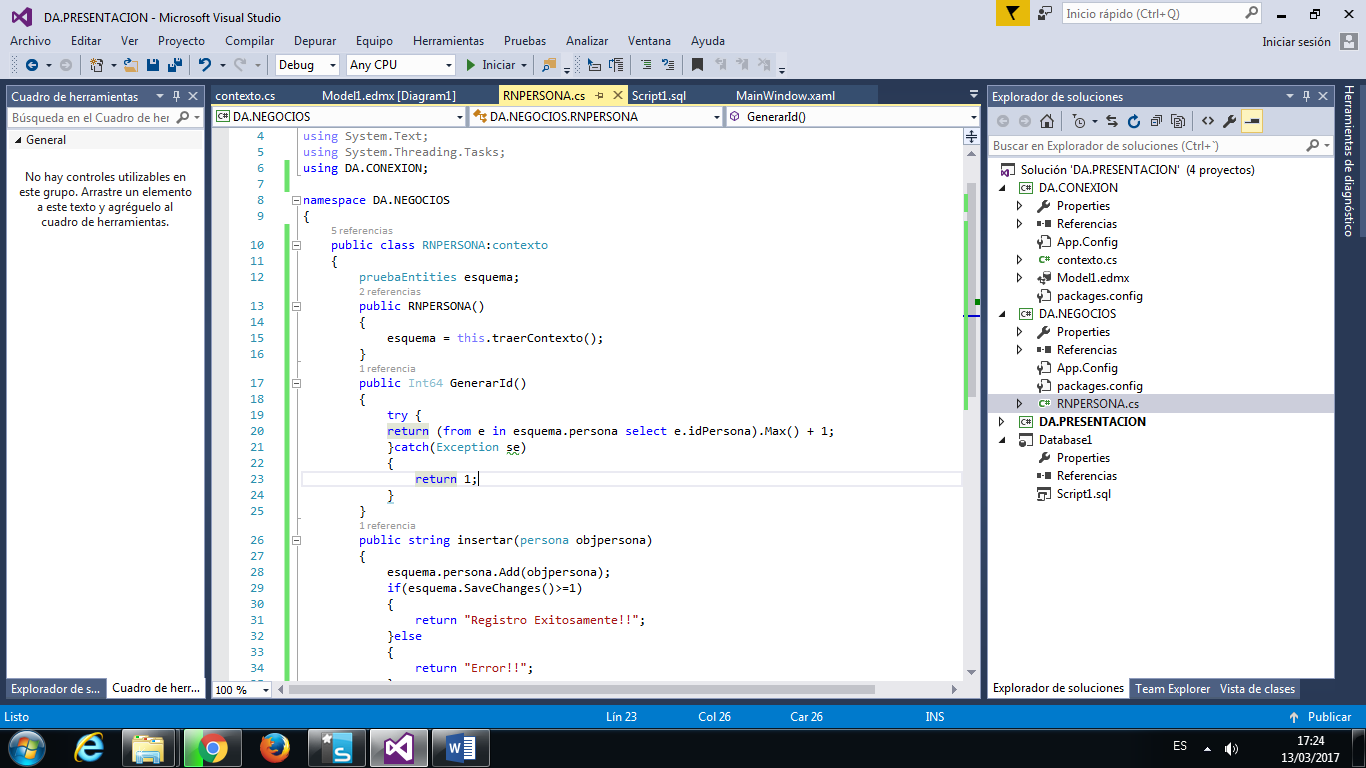 DA.PRESENTACION - Microsoft Visual Studio
Inicio rápido (Ctrl+Q)
Archivo Editar Ver Proyecto Compilar Depurar Equipo Herramientas Pruebas Analizar Ventana Ayuda
Iniciar sesión
Debug Any CPU Iniciar
Cuadro de herramientas
Búsqueda en el Cuadro de her
General
No hay controles utilizables en
este grupo. Arrastre un elemento
a este texto y agréguelo al
cuadro de herramientas.
Explorador de s... Cuadro de herr...
contexto.cs Model1.edmx [Diagram1] RNPERSONA.cs Script1.sql MainWindow.xaml
DA.NEGOCIOS DA.NEGOCIOS.RNPERSONA GenerarId()
4 using System.Text;
5 using System.Threading.Tasks;
6 using DA.CONEXION;
7
8 namespace DA.NEGOCIOS
9 {
5 referencias
10 public class RNPERSONA:contexto
11 {
12 pruebaEntities esquema;
2 referencias
13 public RNPERSONA()
14 {
15 esquema = this.traerContexto();
16 }
1 referencia
17 public Int64 GenerarId()
18 {
19 try {
20 return (from e in esquema.persona select e.idPersona).Max() + 1;
21 }catch(Exception se)
22 {
23 return 1;
24 }
25 }
1 referencia
26 public string insertar(persona objpersona)
27 {
28 esquema.persona.Add(objpersona);
29 if(esquema.SaveChanges()>=1)
30 {
31 return "Registro Exitosamente!!";
32 }else
33 {
34 return "Error!!";
100 %
Explorador de soluciones
Buscar en Explorador de soluciones (Ctrl+`)
Solución 'DA.PRESENTACION' (4 proyectos)
C# DA.CONEXION
Properties
Referencias
App.Config
C# contexto.cs
Model1.edmx
packages.config
C# DA.NEGOCIOS
Properties
Referencias
App.Config
packages.config
C# RNPERSONA.cs
C# DA.PRESENTACION
Database1
Properties
Referencias
Script1.sql
Explorador de soluciones Team Explorer Vista de clases
Herramientas de diagnóstico
Listo Lín 23 Col 26 Car 26 INS Publicar
ES 17:24
13/03/2017